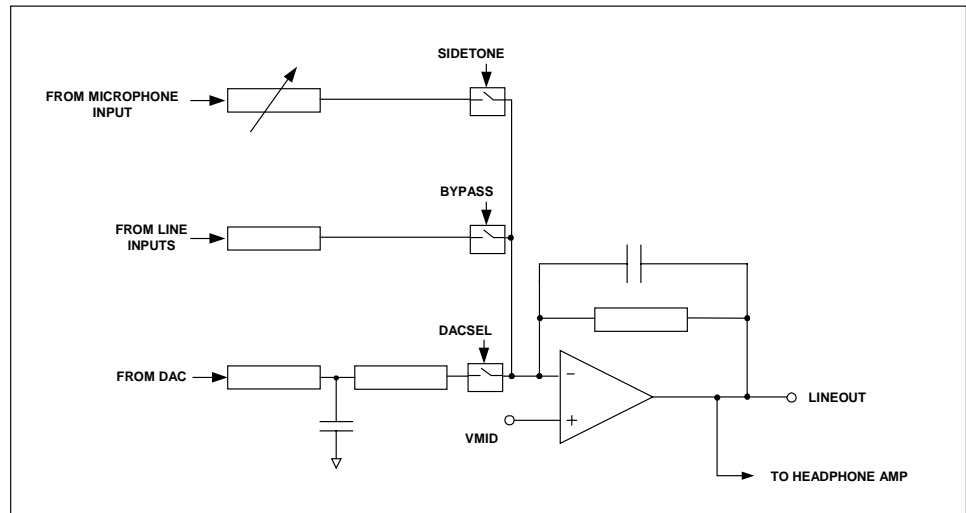 SIDETONE
FROM MICROPHONE
INPUT
BYPASS
FROM LINE
INPUTS
DACSEL
FROM DAC
−
+
VMID
LINEOUT
TO HEADPHONE AMP